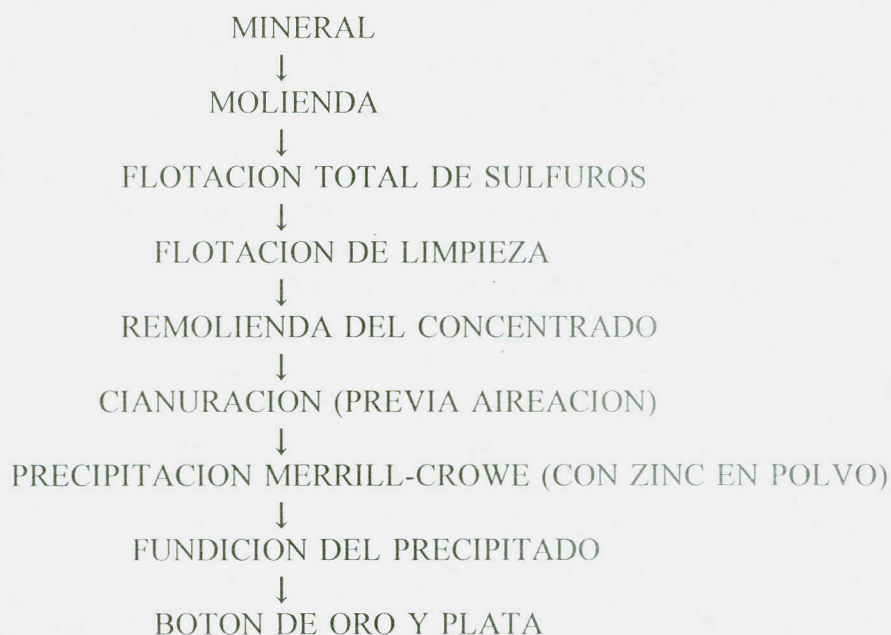 MINERAL
↓
MOLIENDA
↓
FLOTACION TOTAL DE SULFUROS
↓
FLOTACION DE LIMPIEZA
↓
REMOLIENDA DEL CONCENTRADO
↓
CIANURACION (PREVIA AIREACION)
↓
PRECIPITACION MERRILL-CROWE (CON ZINC EN POLVO)
↓
FUNDICION DEL PRECIPITADO
↓
BOTON DE ORO Y PLATA